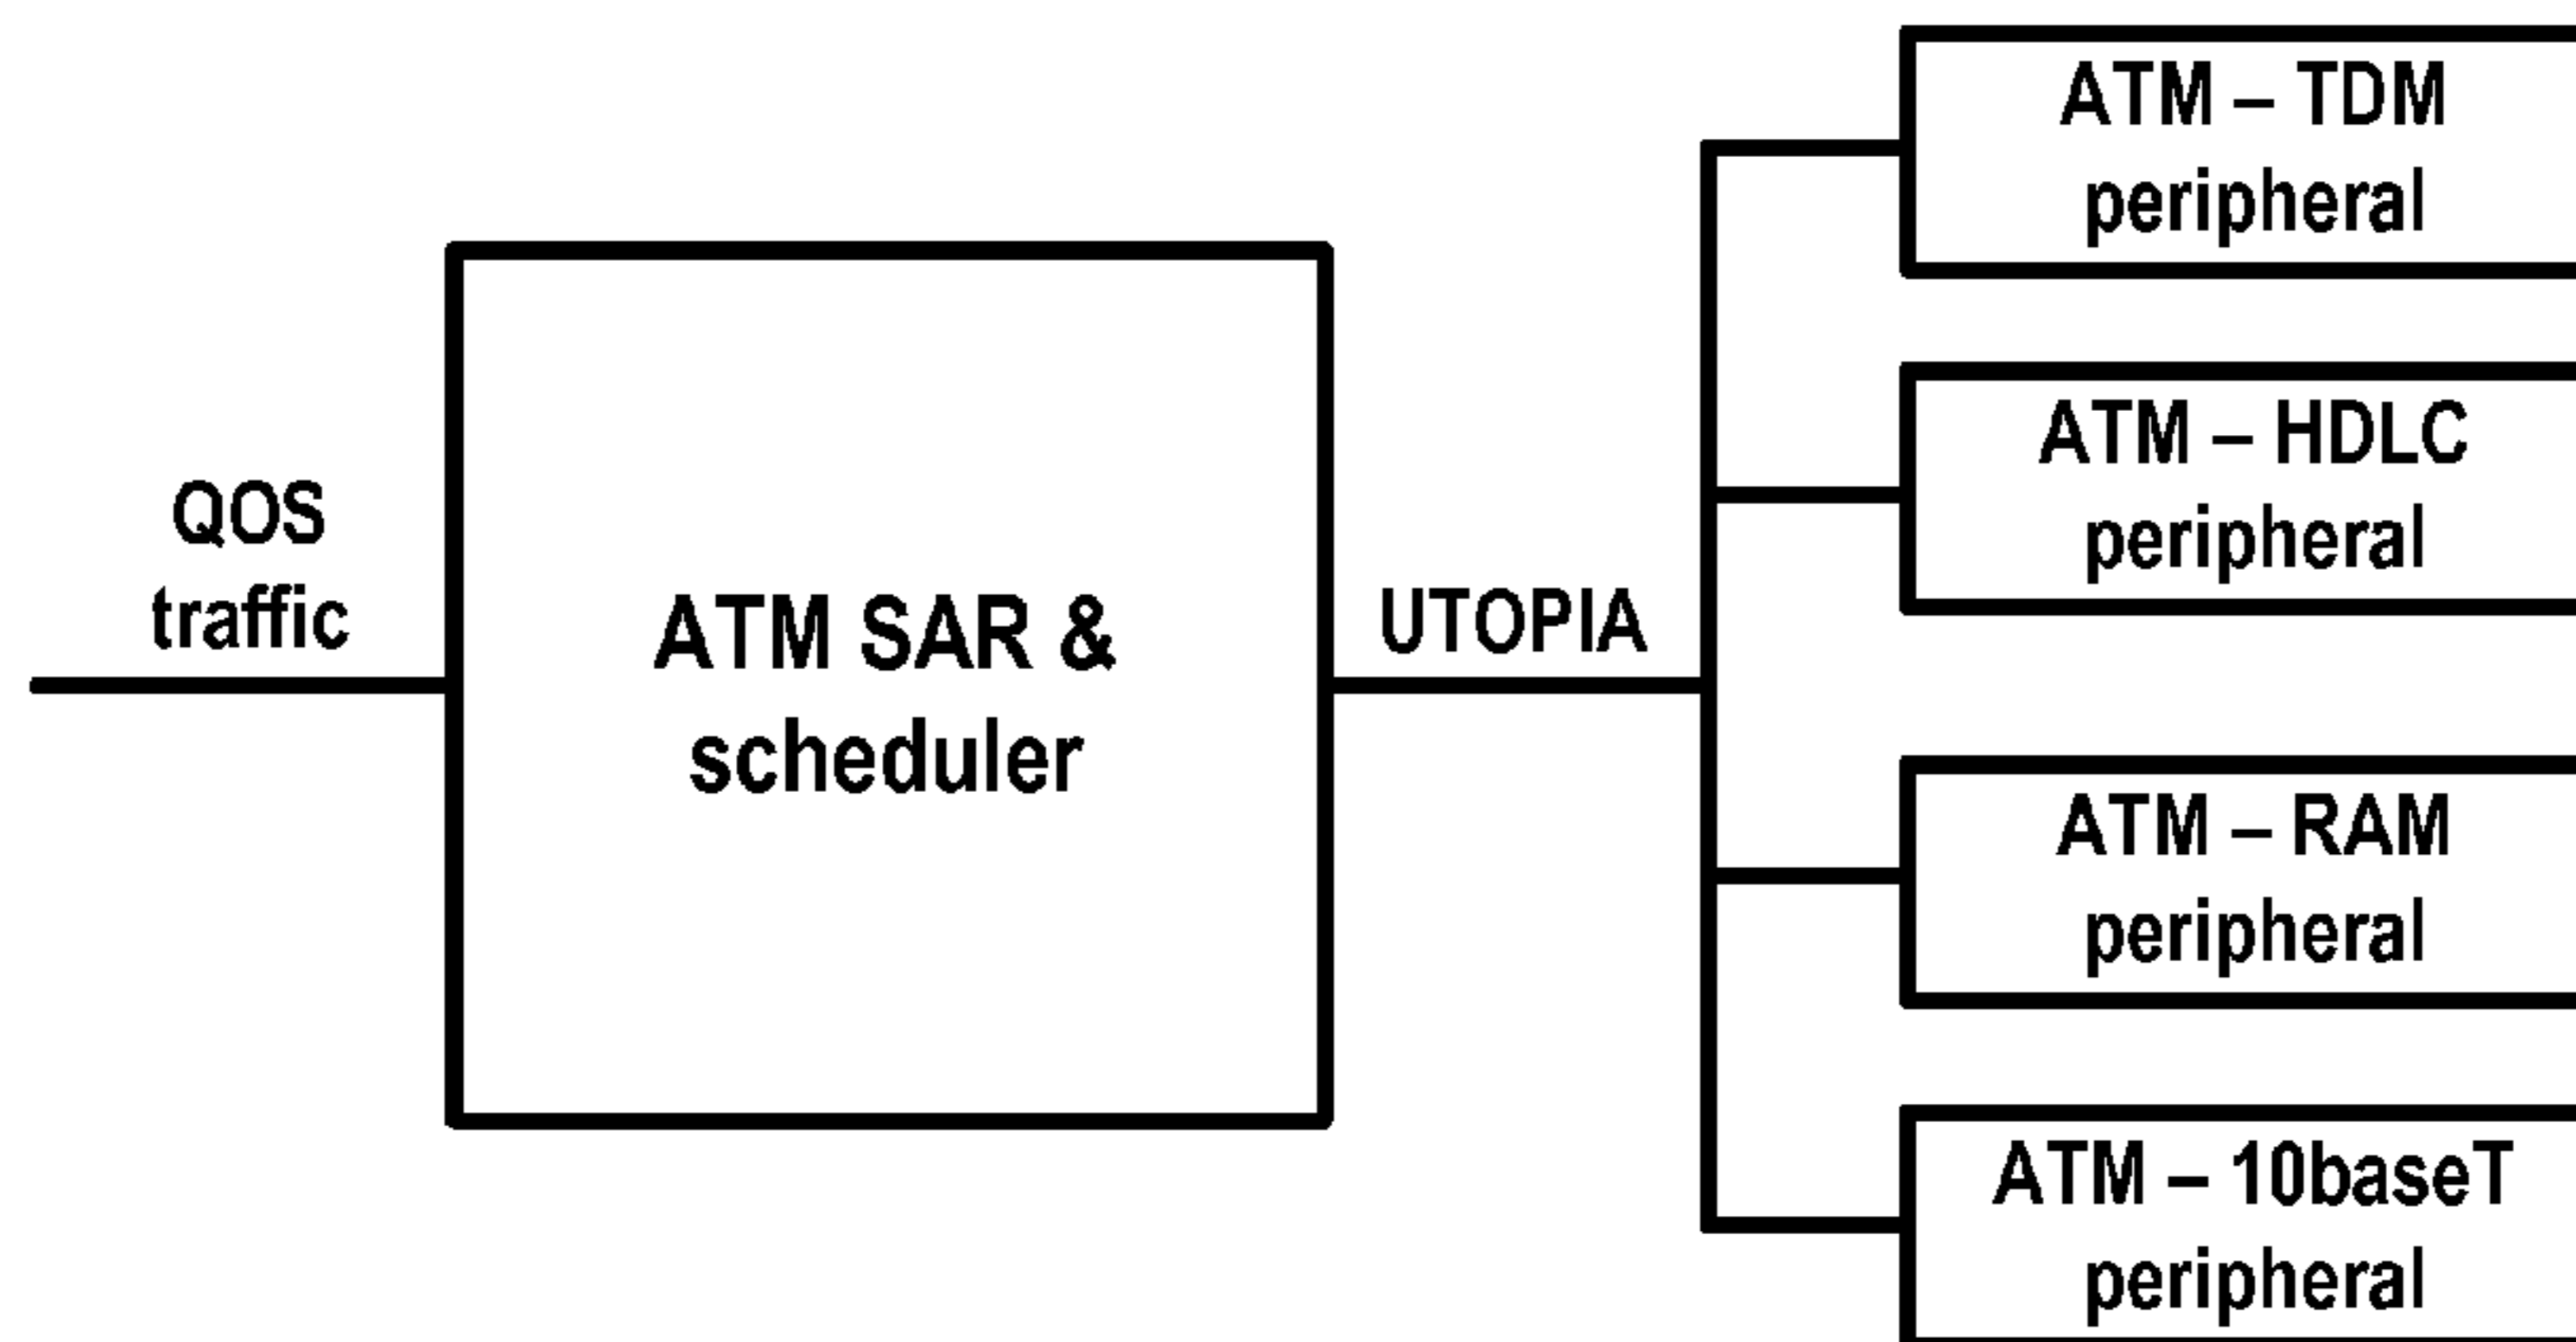 QOS
traffic
ATM SAR &
scheduler
UTOPIA
ATM – TDM
peripheral
ATM – HDLC
peripheral
ATM – RAM
peripheral
ATM – 10baseT
peripheral